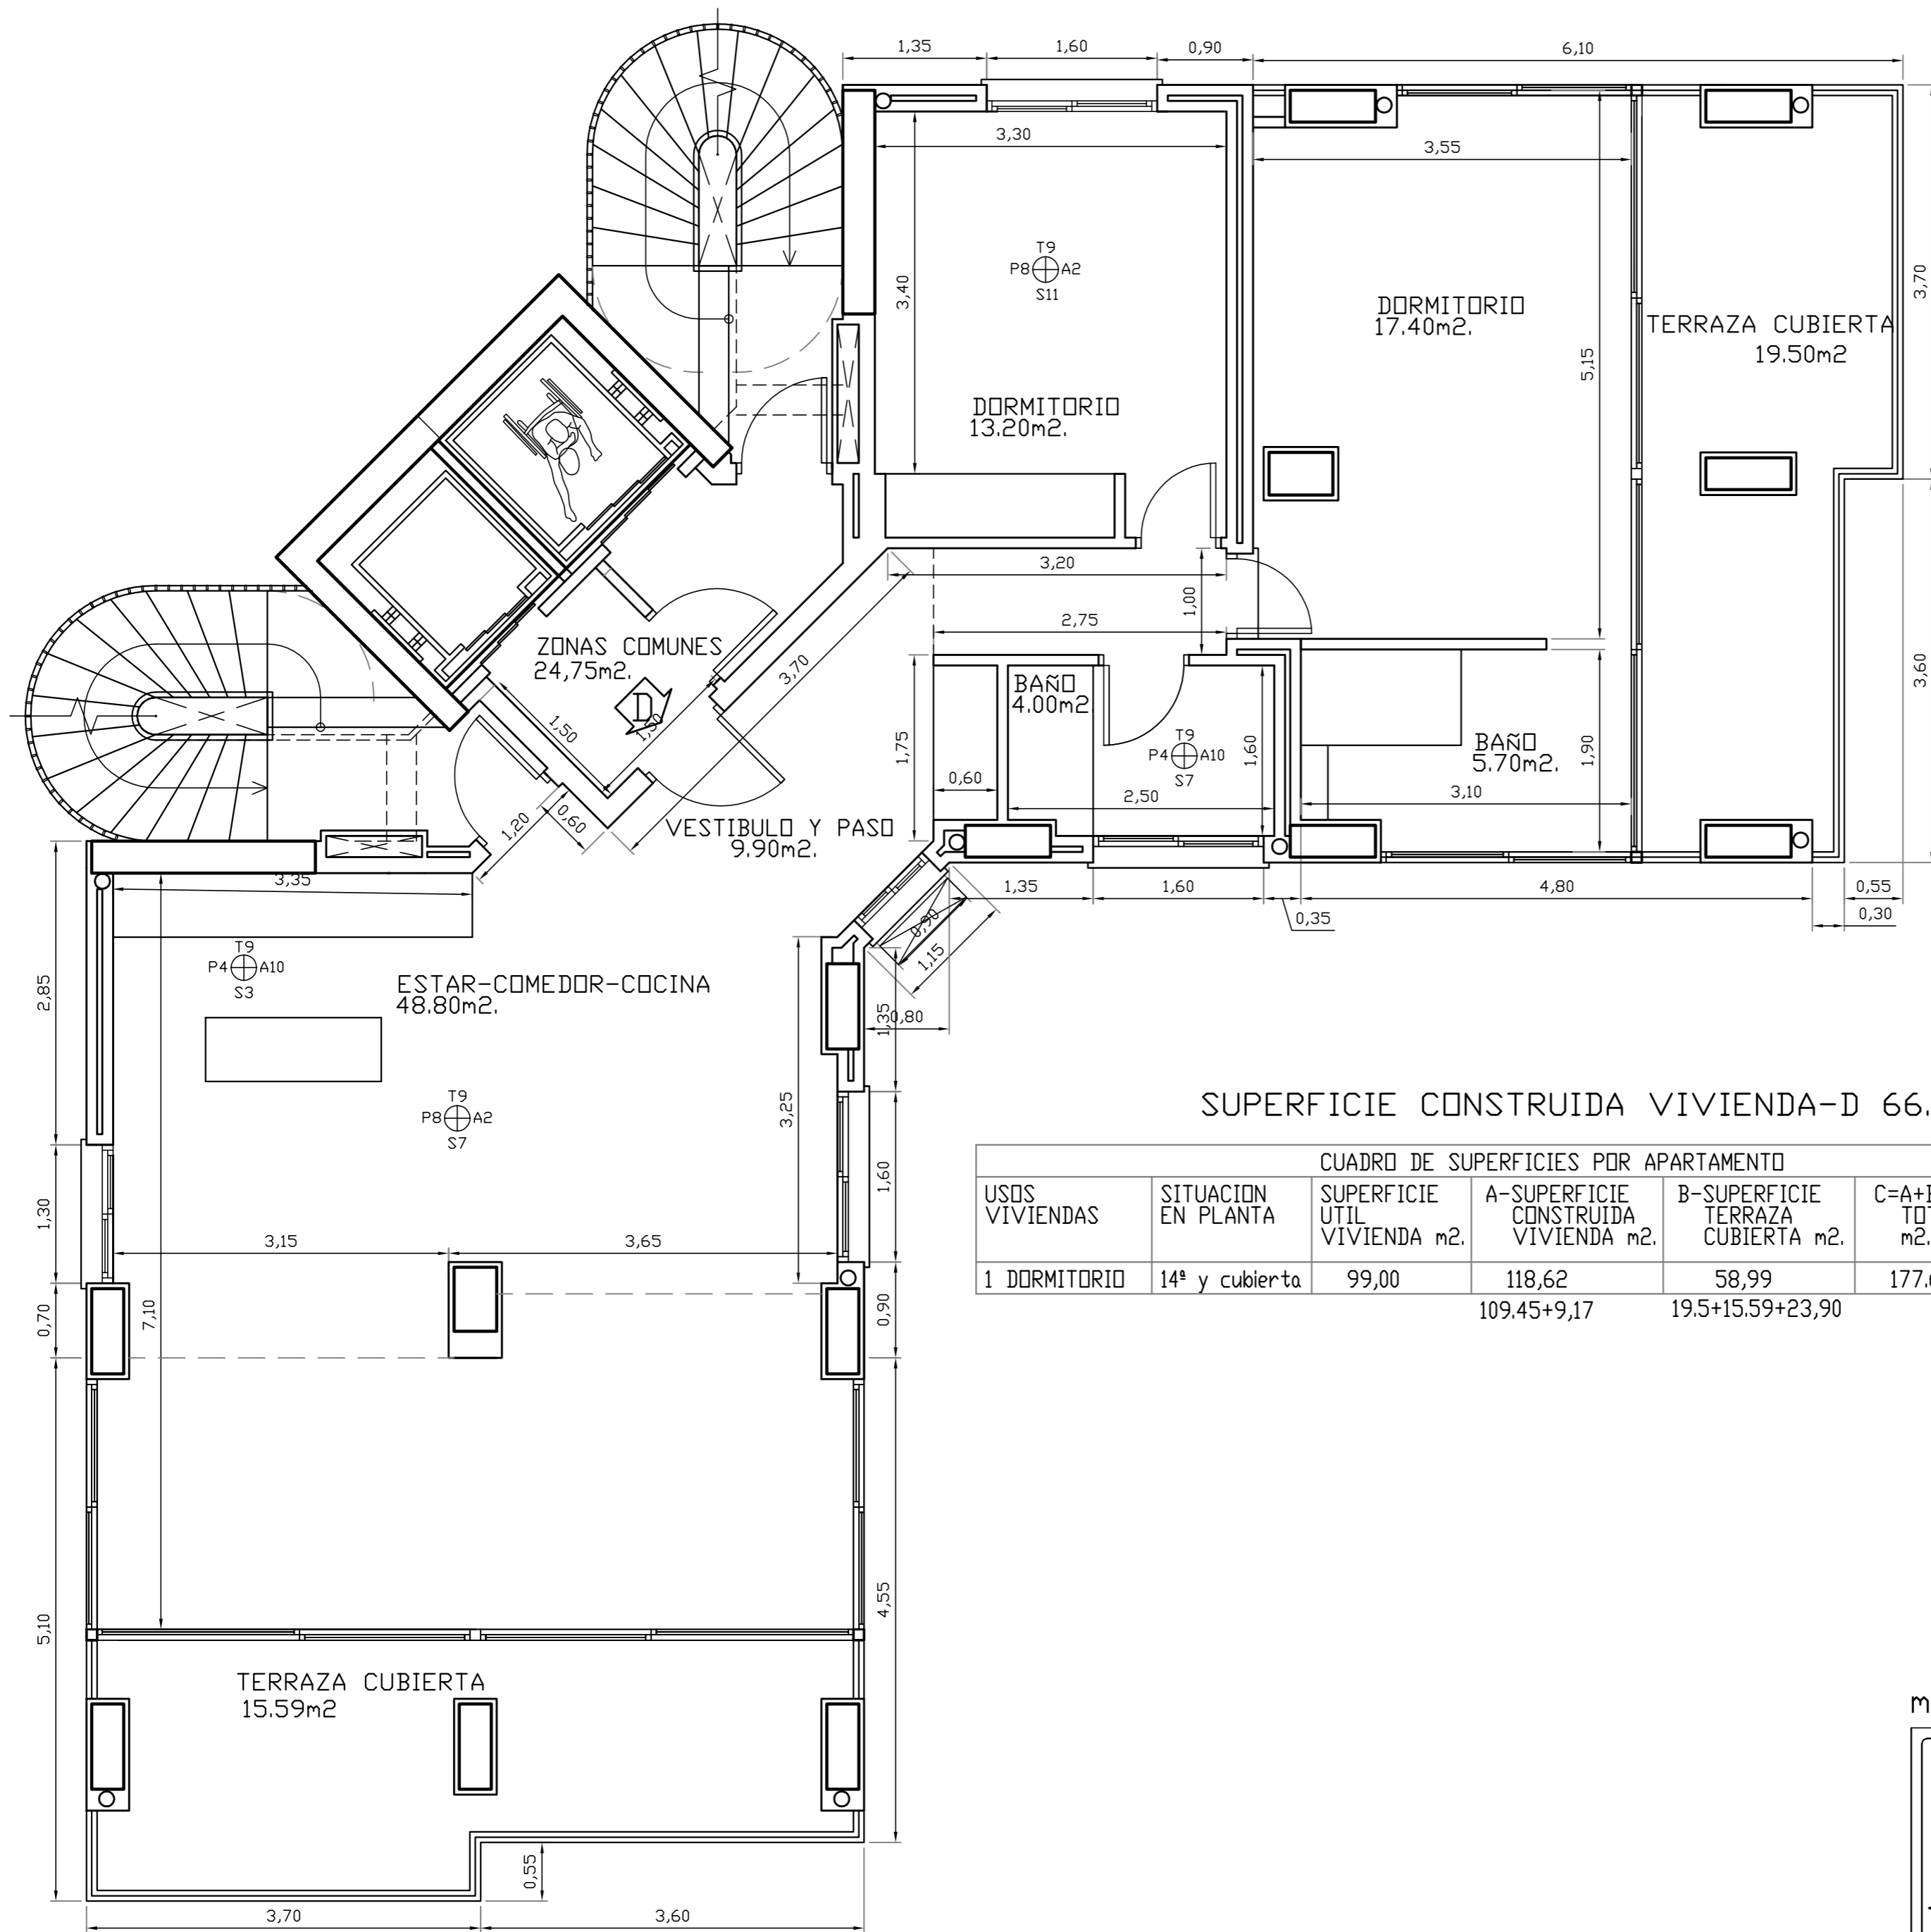 1,35
1,60
0,90
6,10
3,30
3,55
3,40
T9
P8 A2
S11
DORMITORIO
13.20m2.
DORMITORIO
17.40m2.
5,15
TERRAZA CUBIERTA
19.50m2
3,70
3,60
3,20
1,00
2,75
ZONAS COMUNES
24,75m2.
D
1,50
3,70
1,20
0,60
VESTIBULO Y PASO
9.90m2.
1,75
0,60
BAÑO
4.00m2
T9
P4 A10
S7
1,60
2,50
BAÑO
5.70m2.
1,90
3,10
1,35
1,60
0,35
4,80
0,55
0,30
0,90
1,15
1,35
0,80
3,35
T9
P4 A10
S3
ESTAR-COMEDOR-COCINA
48.80m2.
2,85
T9
P8 A2
S7
3,25
1,60
1,30
3,15
3,65
0,70
7,10
0,90
5,10
4,55
TERRAZA CUBIERTA
15.59m2
0,55
3,70
3,60
SUPERFICIE CONSTRUIDA VIVIENDA-D 66.
CUADRO DE SUPERFICIES POR APARTAMENTO
USOS
VIVIENDAS
SITUACION
EN PLANTA
SUPERFICIE
UTIL
VIVIENDA m2.
A-SUPERFICIE
CONSTRUIDA
VIVIENDA m2.
B-SUPERFICIE
TERRAZA
CUBIERTA m2.
m2.
1 DORMITORIO
14ª y cubierta
99,00
118,62
58,99
109.45+9,17
19.5+15.59+23,90